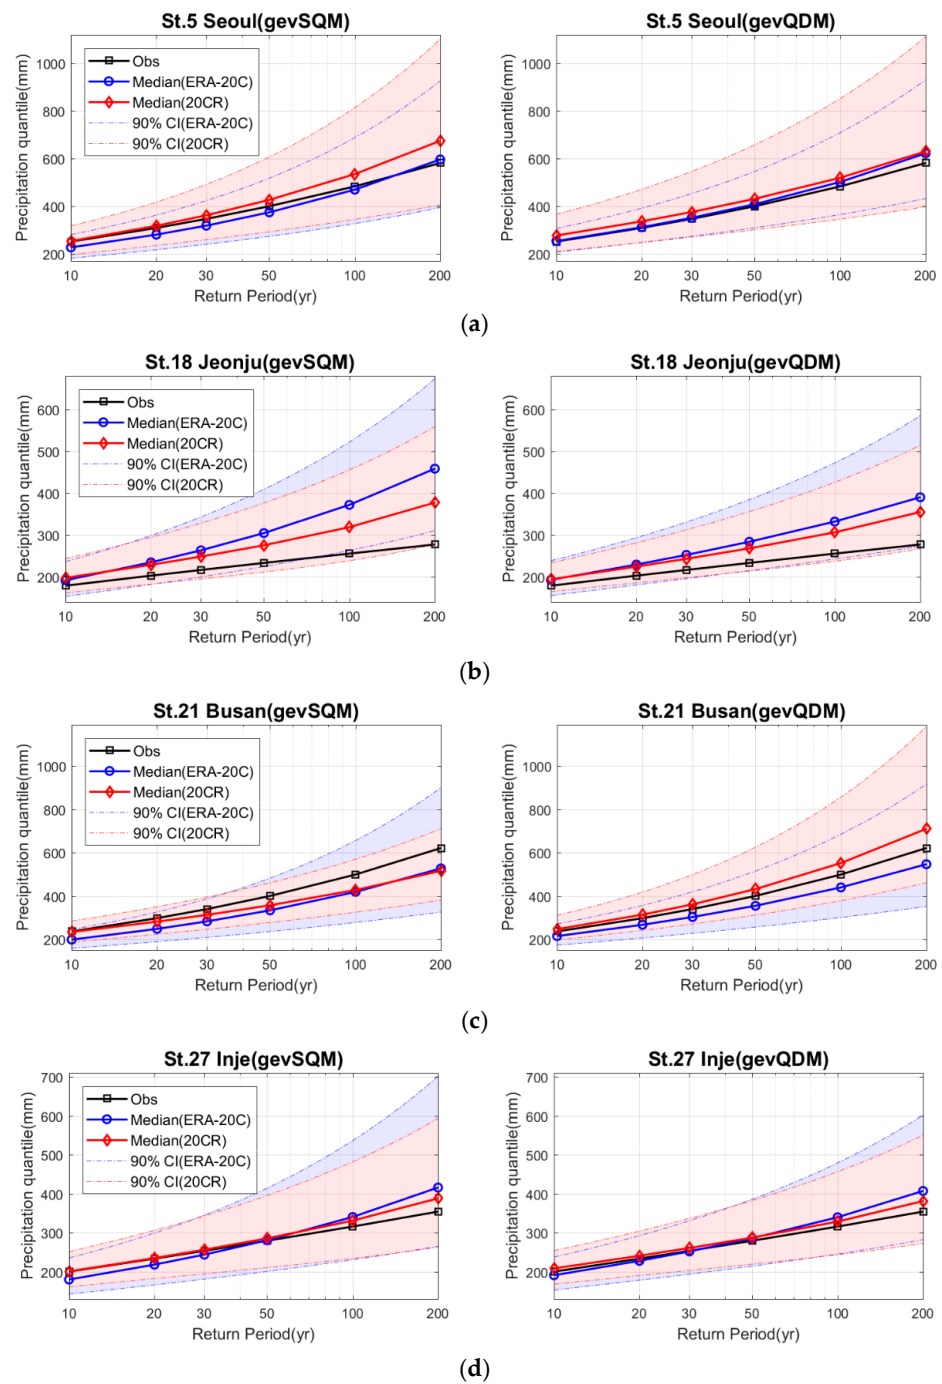 St.5 Seoul(gevSQM)
Precipitation quantile(mm)
1000
800
600
400
200
Obs
Median(ERA-20C)
Median(20CR)
90% CI(ERA-20C)
90% CI(20CR)
10 20 30 50 100 200
Return Period(yr)
St.5 Seoul(gevQDM)
Precipitation quantile(mm)
1000
800
600
400
200
10 20 30 50 100 200
Return Period(yr)
(a)
St.18 Jeonju(gevSQM)
Precipitation quantile(mm)
600
500
400
300
200
Obs
Median(ERA-20C)
Median(20CR)
90% CI(ERA-20C)
90% CI(20CR)
10 20 30 50 100 200
Return Period(yr)
St.18 Jeonju(gevQDM)
Precipitation quantile(mm)
600
500
400
300
200
10 20 30 50 100 200
Return Period(yr)
(b)
St.21 Busan(gevSQM)
Precipitation quantile(mm)
1000
800
600
400
200
Obs
Median(ERA-20C)
Median(20CR)
90% CI(ERA-20C)
90% CI(20CR)
10 20 30 50 100 200
Return Period(yr)
St.21 Busan(gevQDM)
Precipitation quantile(mm)
1000
800
600
400
200
10 20 30 50 100 200
Return Period(yr)
(c)
St.27 Inje(gevSQM)
Precipitation quantile(mm)
700
600
500
400
300
200
Obs
Median(ERA-20C)
Median(20CR)
90% CI(ERA-20C)
90% CI(20CR)
10 20 30 50 100 200
Return Period(yr)
St.27 Inje(gevQDM)
Precipitation quantile(mm)
700
600
500
400
300
200
10 20 30 50 100 200
Return Period(yr)
(d)